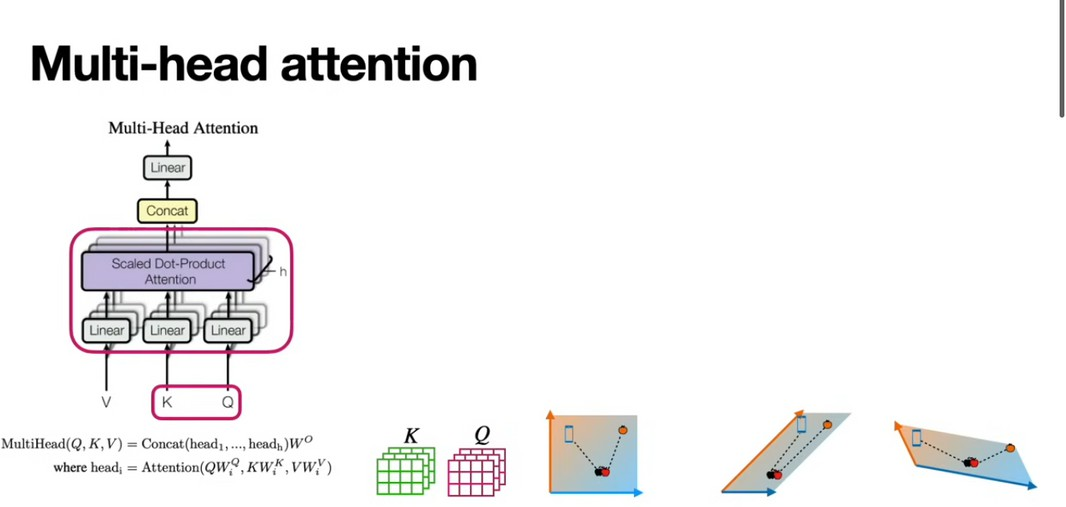 Multi-head attention
Multi-Head Attention
Linear
Concat
Scaled Dot-Product
Attention
h
Linear Linear Linear
V K Q
MultiHead(Q, K, V) = Concat(head₁, ..., headₕ)Wᴼ
where headᵢ = Attention(QWᵢ^Q, KWᵢ^K, VWᵢ^V)
K Q